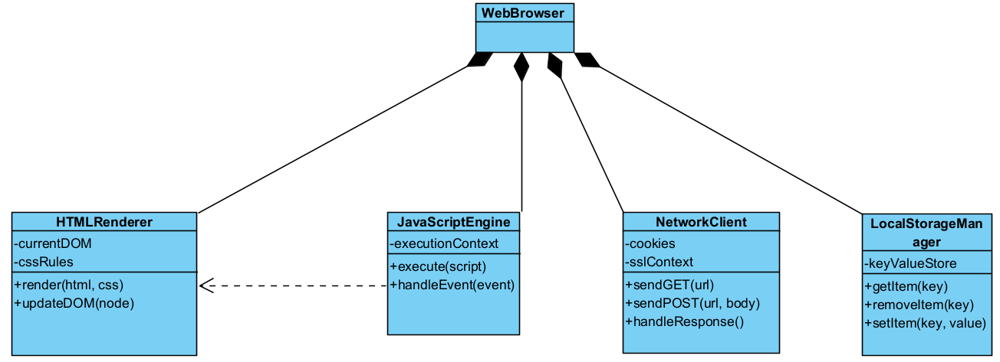 WebBrowser
HTMLRenderer
-currentDOM
-cssRules
+render(html, css)
+updateDOM(node)
JavaScriptEngine
-executionContext
+execute(script)
+handleEvent(event)
NetworkClient
-cookies
-sslContext
+sendGET(url)
+sendPOST(url, body)
+handleResponse()
LocalStorageMan
ager
-keyValueStore
+getItem(key)
+removeItem(key)
+setItem(key, value)